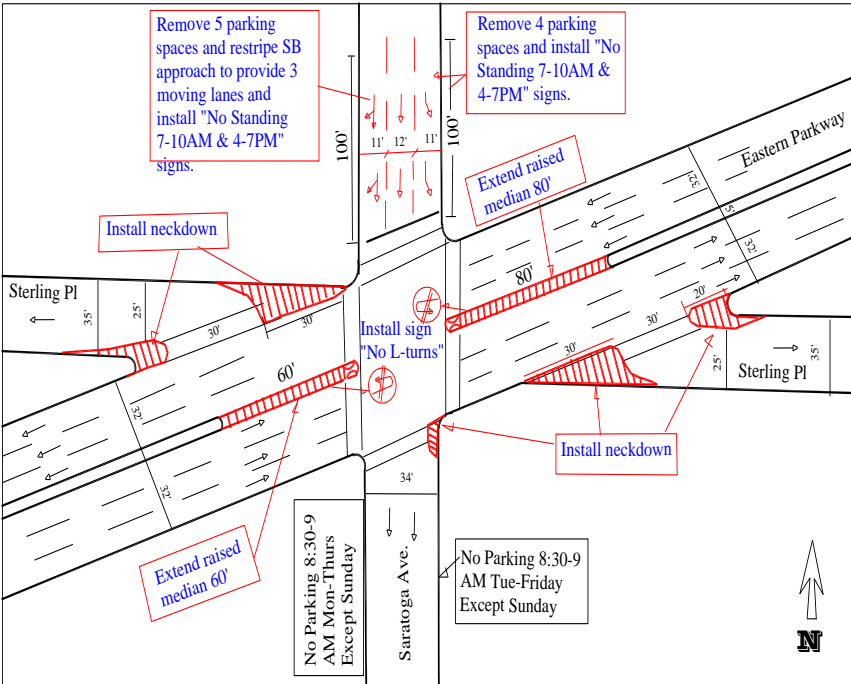 Remove 5 parking
spaces and restripe SB
approach to provide 3
moving lanes and
install "No Standing
7-10AM & 4-7PM"
signs.
Remove 4 parking
spaces and install "No
Standing 7-10AM &
4-7PM" signs.
100'
11' 12' 11'
100'
Eastern Parkway
32'
5'
32'
Extend raised
median 80'
80'
Install neckdown
Sterling Pl
35'
25'
30'
30'
Install sign
"No L-turns"
20'
30'
30'
25'
35'
Sterling Pl
60'
32'
32'
Install neckdown
34'
Extend raised
median 60'
No Parking 8:30-9
AM Mon-Thurs
Except Sunday
Saratoga Ave.
No Parking 8:30-9
AM Tue-Friday
Except Sunday
N